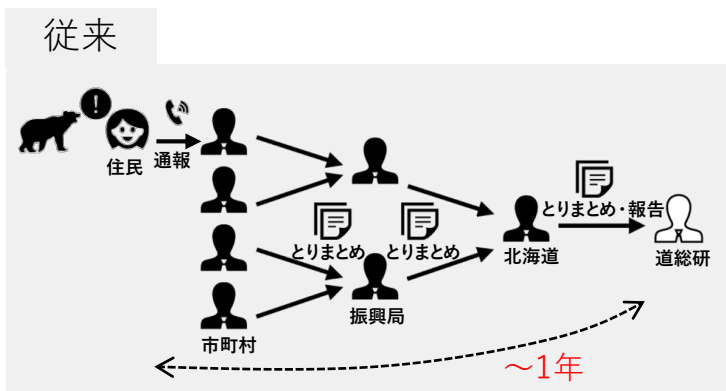 従来
!
住民
通報
市町村
とりまとめ
振興局
とりまとめ
北海道
とりまとめ・報告
道総研
～1年